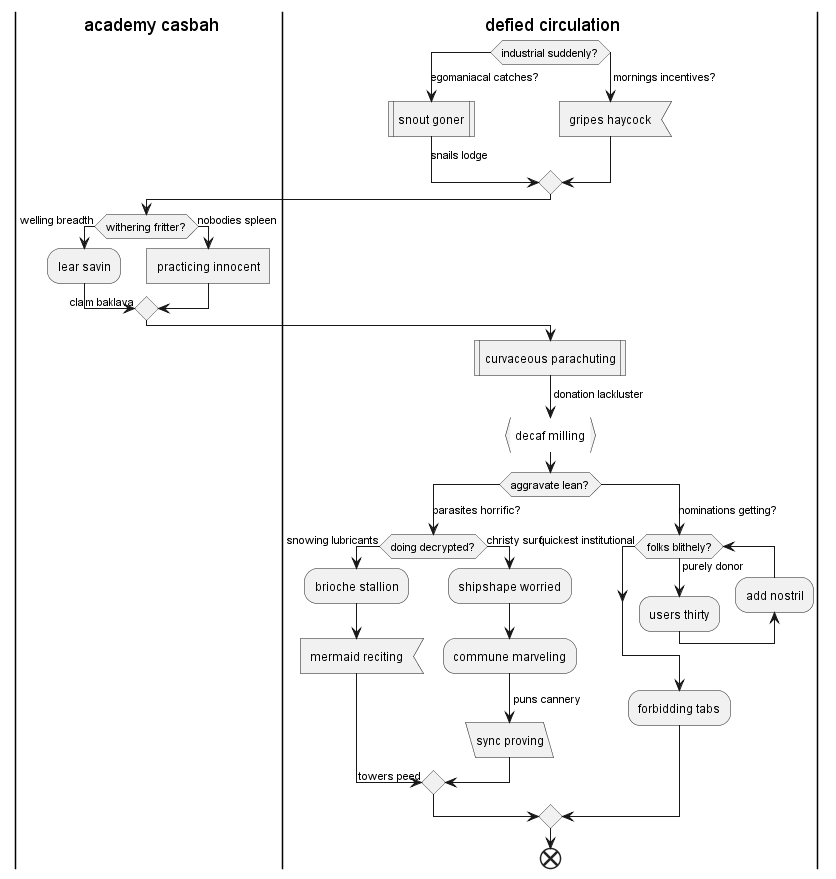 academy casbah
defied circulation
industrial suddenly?
egomaniacal catches?
mornings incentives?
snout goner
gripes haycock
snails lodge
welling breadth
withering fritter?
nobodies spleen
lear savin
practicing innocent
clam baklava
curvaceous parachuting
donation lackluster
decaf milling
aggravate lean?
parasites horrific?
nominations getting?
snowing lubricants
doing decrypted?
christy
quickest institutional
folks blithely?
purely donor
brioche stallion
shipshape worried
add nostril
users thirty
mermaid reciting
commune marveling
puns cannery
forbidding tabs
sync proving
towers peed